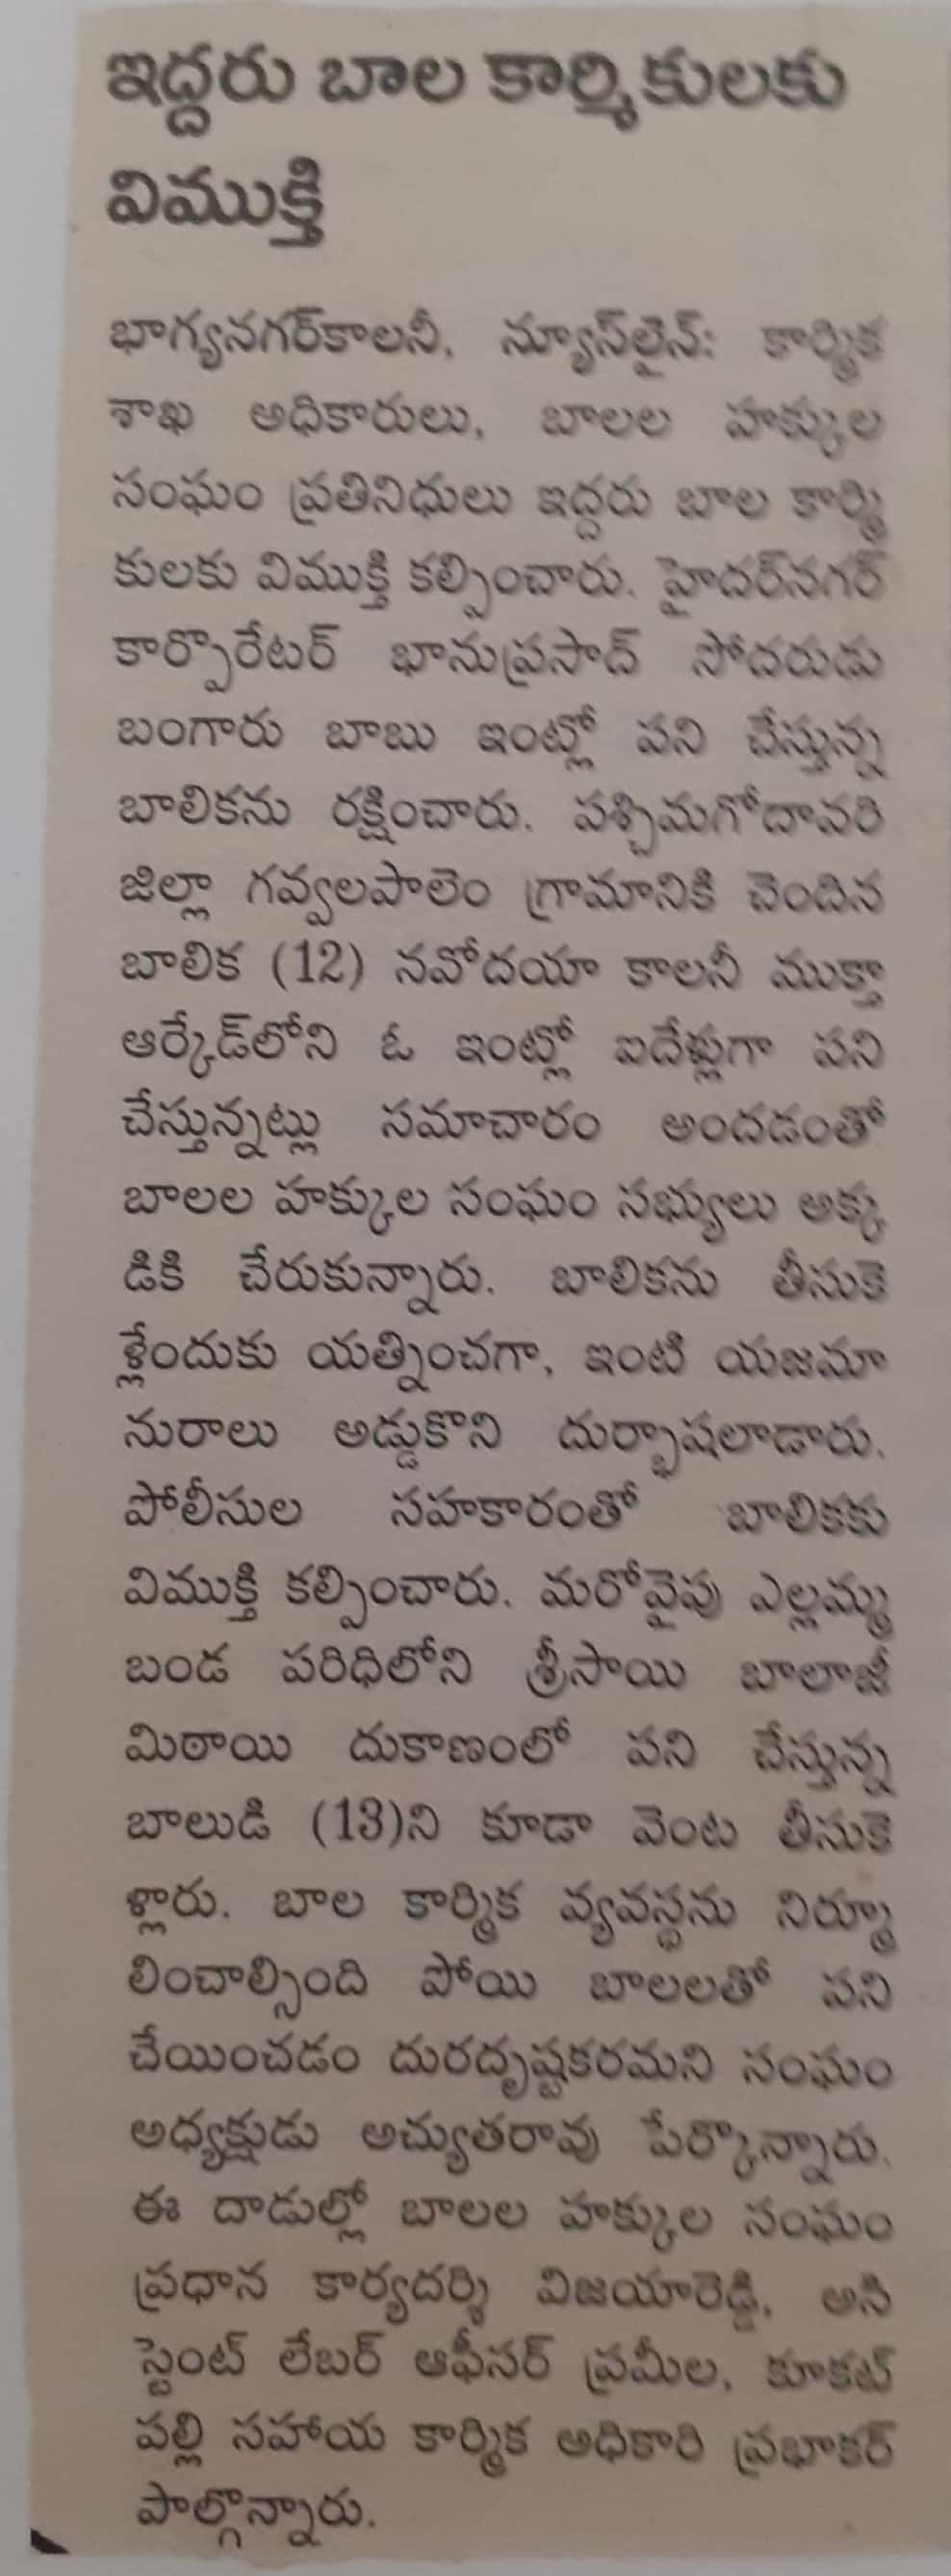 ఇద్దరు బాల కార్మికులకు
విముక్తి
భాగ్యనగర్‌కాలనీ, న్యూస్‌లైన్: కార్మిక
శాఖ అధికారులు, బాలల హక్కుల
సంఘం ప్రతినిధులు ఇద్దరు బాల కార్మి
కులకు విముక్తి కల్పించారు. హైదర్‌నగర్
కార్పొరేటర్ భానుప్రసాద్ సోదరుడు
బంగారు బాబు ఇంట్లో పని చేస్తున్న
బాలికను రక్షించారు. పశ్చిమగోదావరి
జిల్లా గవ్వలపాలెం గ్రామానికి చెందిన
బాలిక (12) నవోదయా కాలనీ ముక్తా
ఆర్కేడ్‌లోని ఓ ఇంట్లో ఐదేళ్లుగా పని
చేస్తున్నట్లు సమాచారం అందడంతో
బాలల హక్కుల సంఘం సభ్యులు అక్క
డికి చేరుకున్నారు. బాలికను తీసుకె
ళ్లేందుకు యత్నించగా, ఇంటి యజమా
నురాలు అడ్డుకొని దుర్భాషలాడారు.
పోలీసుల సహకారంతో బాలికకు
విముక్తి కల్పించారు. మరోవైపు ఎల్లమ్మ
బండ పరిధిలోని శ్రీసాయి బాలాజీ
మిఠాయి దుకాణంలో పని చేస్తున్న
బాలుడి (13)ని కూడా వెంట తీసుకె
ళ్లారు. బాల కార్మిక వ్యవస్థను నిర్మూ
లించాల్సింది పోయి బాలలతో పని
చేయించడం దురదృష్టకరమని సంఘం
అధ్యక్షుడు అచ్యుతరావు పేర్కొన్నారు.
ఈ దాడుల్లో బాలల హక్కుల సంఘం
ప్రధాన కార్యదర్శి విజయారెడ్డి, అసి
స్టెంట్ లేబర్ ఆఫీసర్ ప్రమీల, కూకట్
పల్లి సహాయ కార్మిక అధికారి ప్రభాకర్
పాల్గొన్నారు.